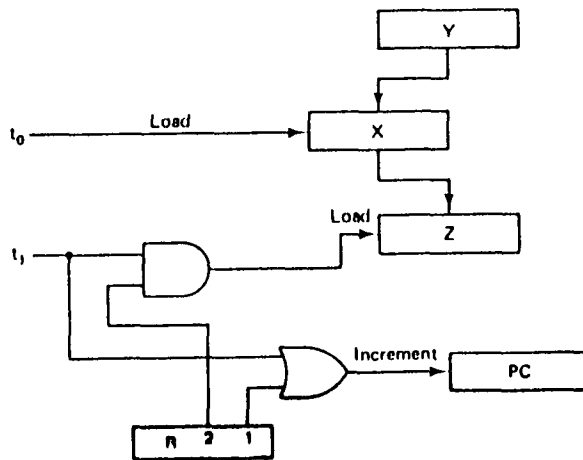 Y
t₀ Load X
Load
Z
t₁
Increment
PC
R 2 1